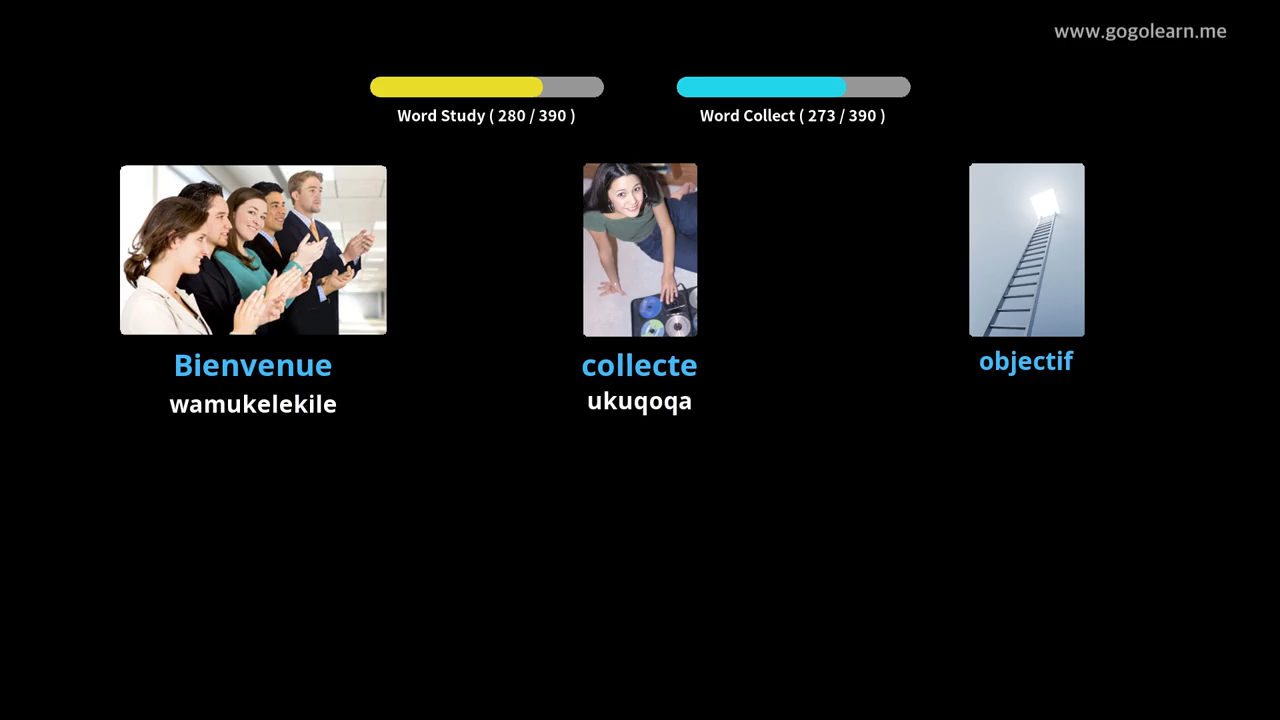 www.gogolearn.me
Word Study ( 280 / 390 )
Word Collect ( 273 / 390 )
Bienvenue
wamukelekile
collecte
ukuqoqa
objectif